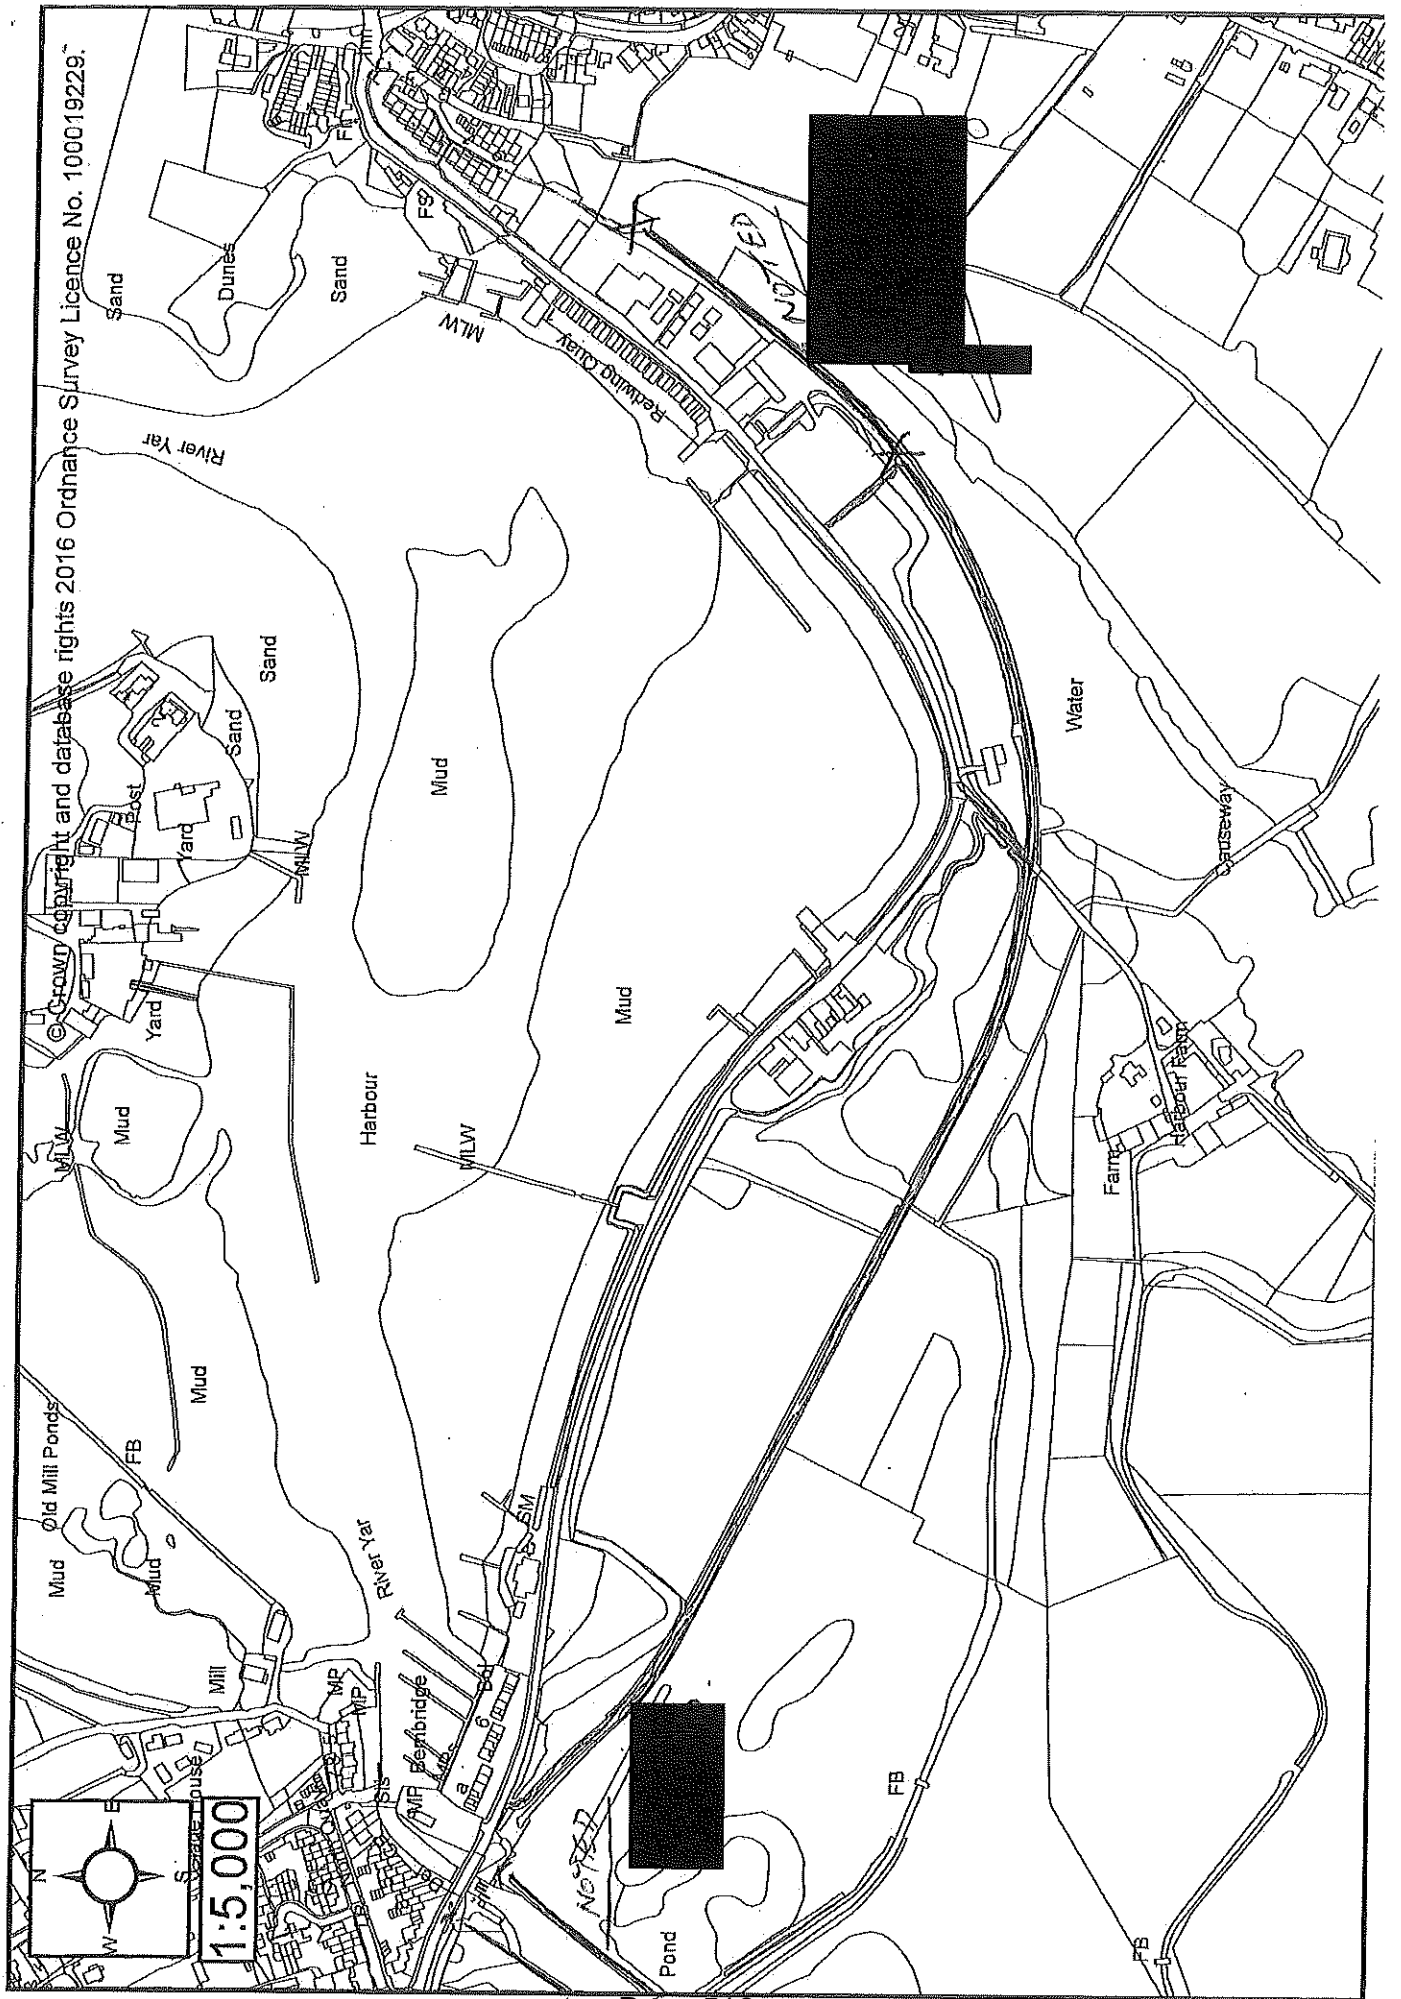 © Crown copyright and database rights 2016 Ordnance Survey Licence No. 100019229.
N
W
E
S
1:5,000
Old Mill Ponds
Mud
Mud
FB
Mill
MP
MP
River Yar
Bembridge
MP
Sls
SM
NOTED
Pond
FB
FB
MLW
Mud
Mud
Yard
Yard
Post
MLW
Sand
Sand
Harbour
MLW
Mud
Mud
River Yar
Sand
Dunes
Sand
FS
MLW
Redwing Quay
NOTED
Water
Causeway
Harbour Farm
Farm